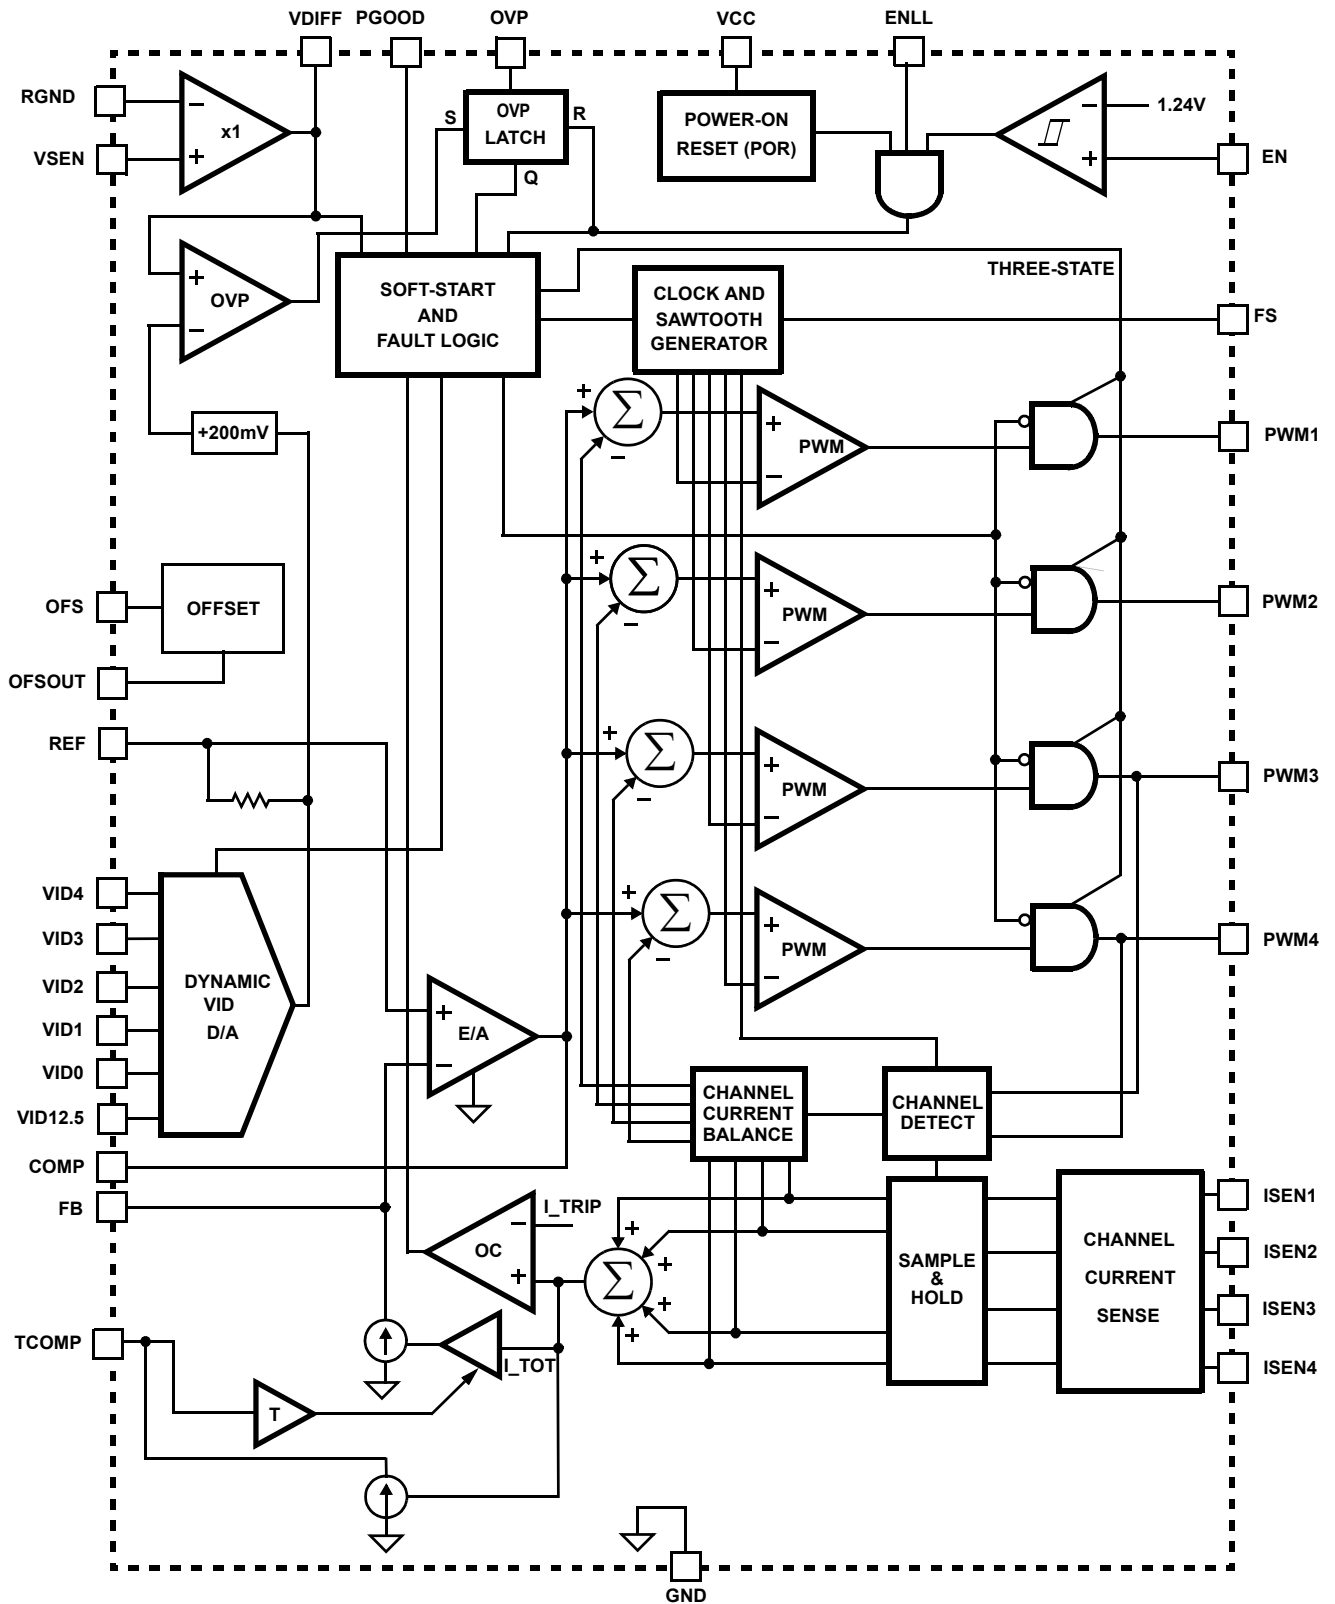 VDIFF PGOOD OVP VCC ENLL
RGND
VSEN
−
x1
+
S
OVP
LATCH
R
Q
POWER-ON
RESET (POR)
−
1.24V
+
EN
+
OVP
−
SOFT-START
AND
FAULT LOGIC
CLOCK AND
SAWTOOTH
GENERATOR
THREE-STATE
FS
+200mV
+
Σ
−
+
PWM
−
PWM1
OFS
OFFSET
OFSOUT
+
Σ
−
+
PWM
−
PWM2
REF
+
Σ
−
+
PWM
−
PWM3
VID4
VID3
VID2
VID1
VID0
VID12.5
DYNAMIC
VID
D/A
+
Σ
−
+
PWM
−
PWM4
+
E/A
−
CHANNEL
CURRENT
BALANCE
CHANNEL
DETECT
COMP
FB
I_TRIP
−
OC
+
+
+
Σ
+
+
SAMPLE
&
HOLD
CHANNEL
CURRENT
SENSE
ISEN1
ISEN2
ISEN3
ISEN4
TCOMP
I_TOT
T
GND